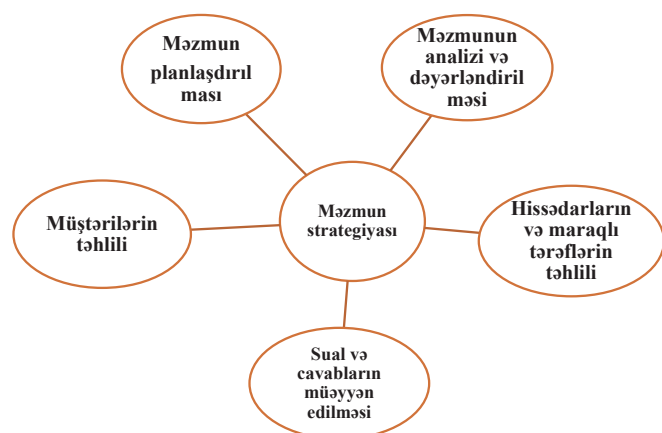 Məzmun
planlaşdırıl
ması
Məzmunun
analizi və
dəyərləndiril
məsi
Müştərilərin
təhlili
Məzmun
strategiyası
Hissədarların
və maraqlı
tərəflərin
təhlili
Sual və
cavabların
müəyyən
edilməsi